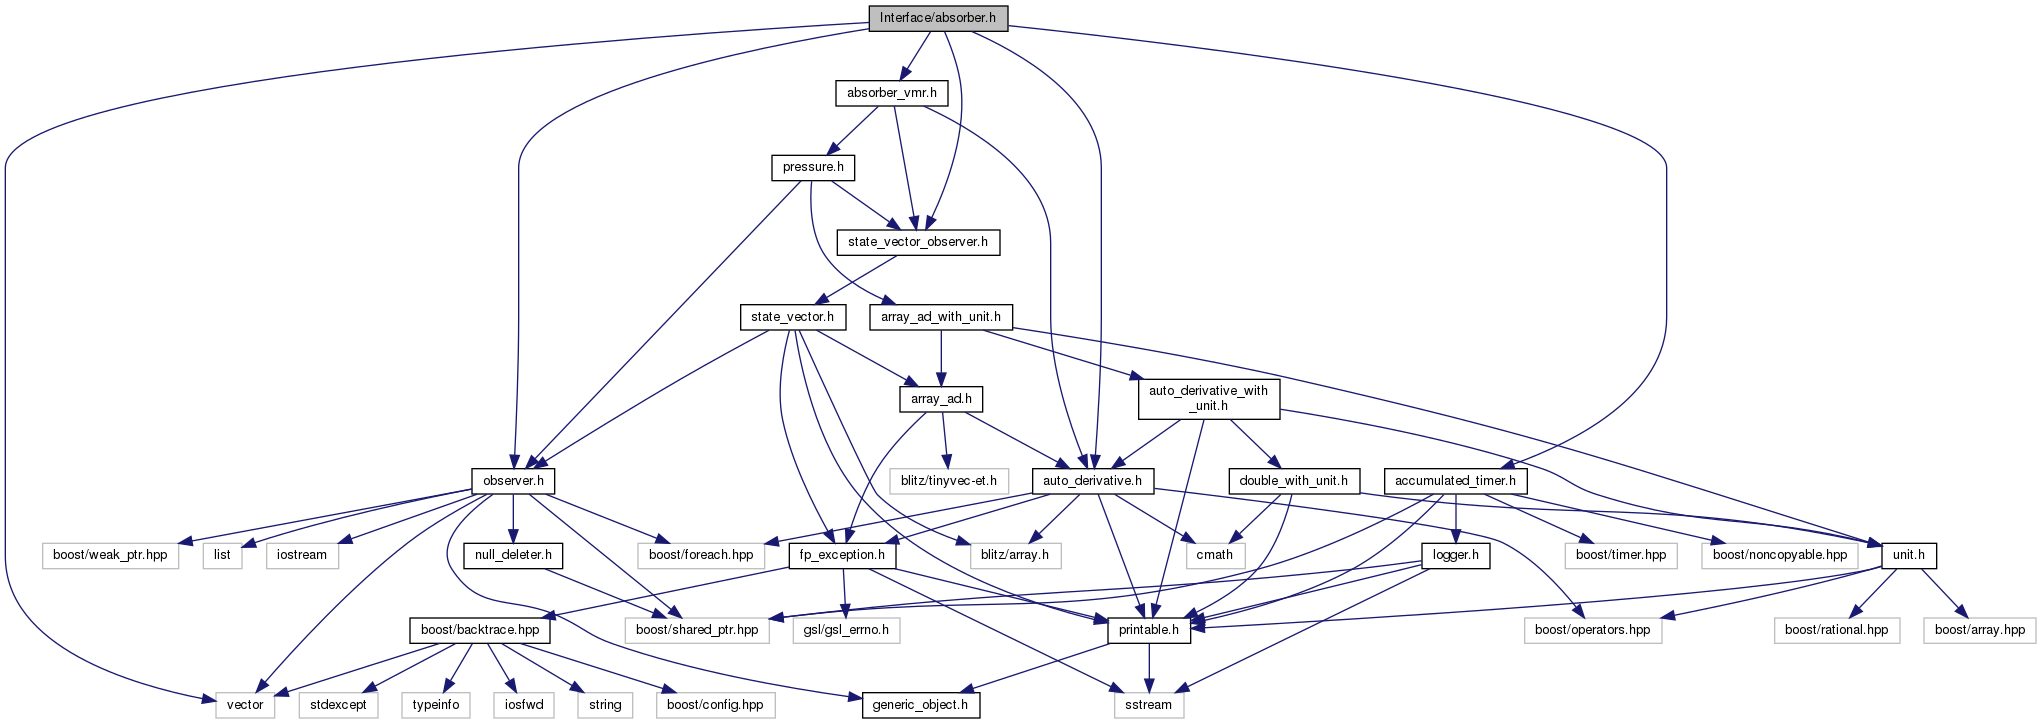 Interface/absorber.h
absorber_vmr.h
pressure.h
state_vector_observer.h
state_vector.h
array_ad_with_unit.h
array_ad.h
auto_derivative_with
_unit.h
observer.h
blitz/tinyvec-et.h
auto_derivative.h
double_with_unit.h
accumulated_timer.h
boost/weak_ptr.hpp
list
iostream
null_deleter.h
boost/foreach.hpp
fp_exception.h
blitz/array.h
cmath
logger.h
boost/timer.hpp
boost/noncopyable.hpp
unit.h
boost/backtrace.hpp
boost/shared_ptr.hpp
gsl/gsl_errno.h
printable.h
boost/operators.hpp
boost/rational.hpp
boost/array.hpp
vector
stdexcept
typeinfo
iosfwd
string
boost/config.hpp
generic_object.h
sstream